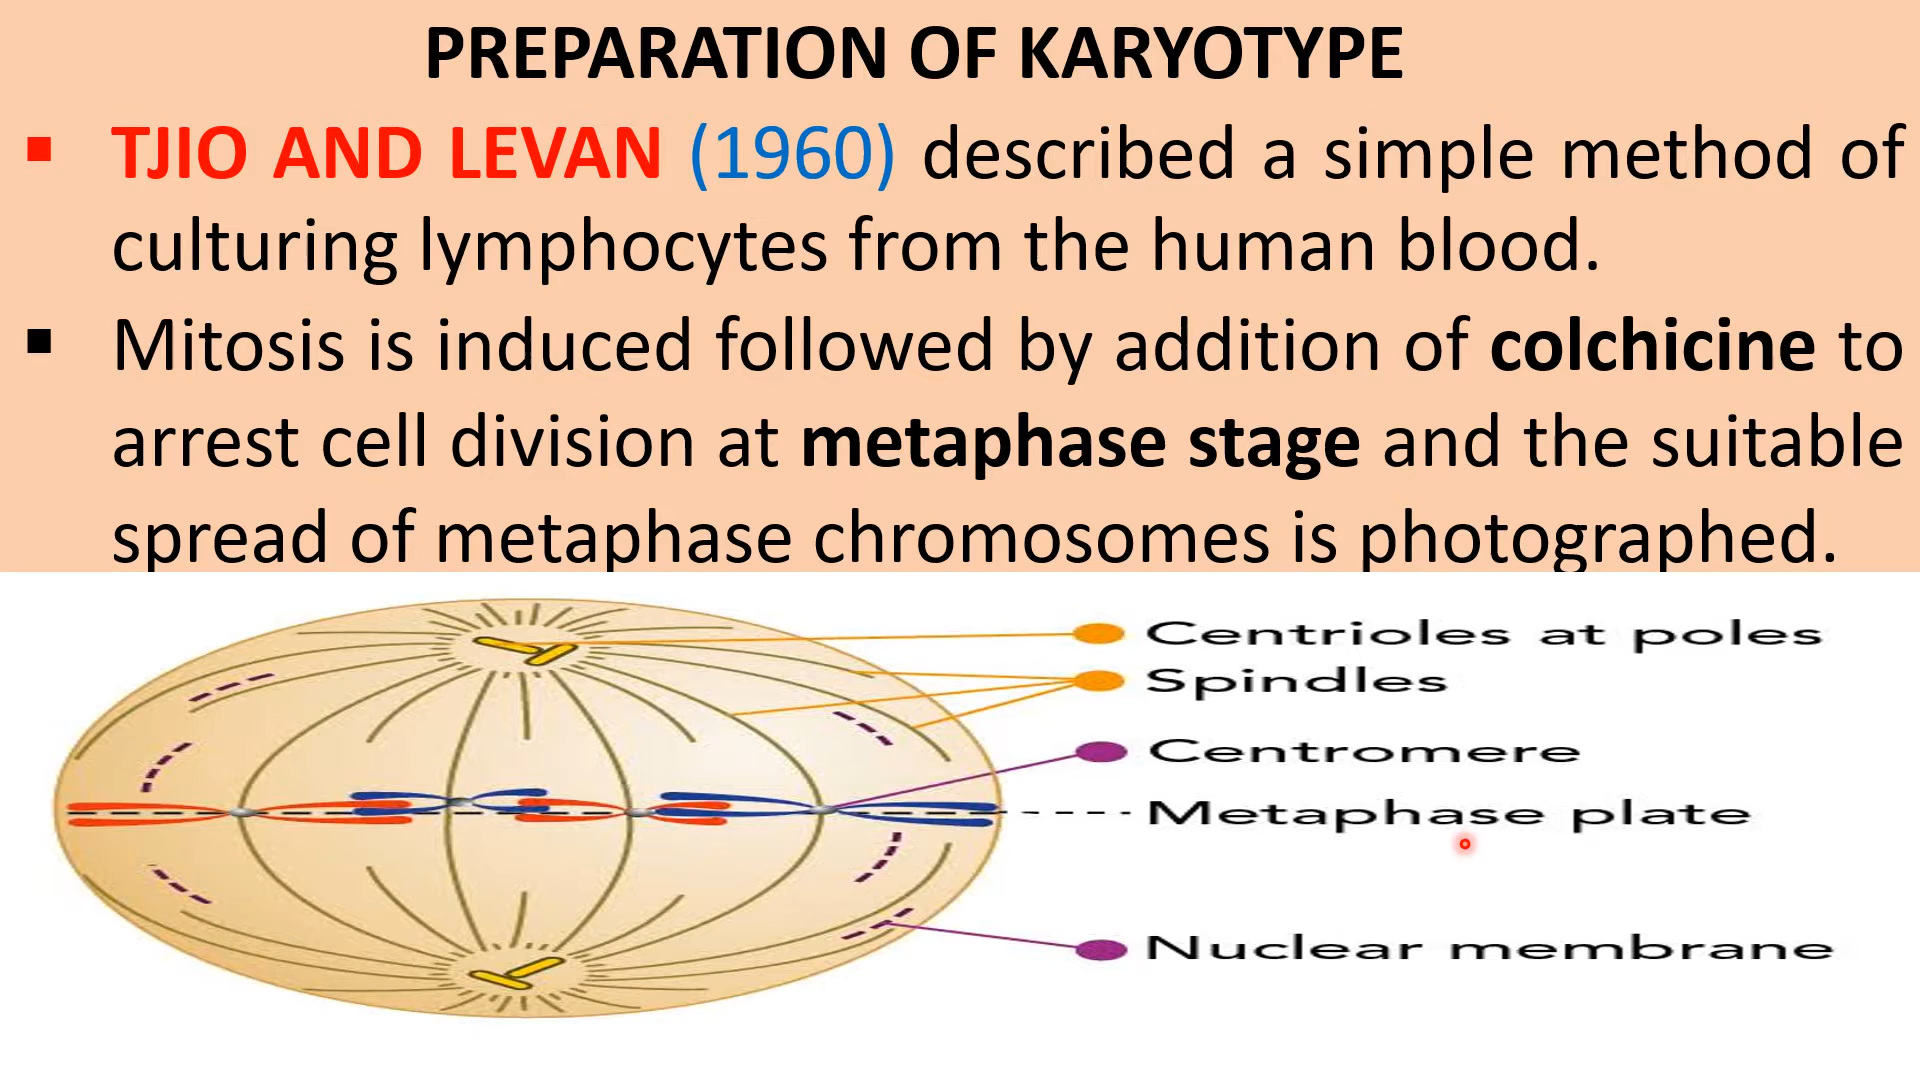 PREPARATION OF KARYOTYPE
▪ TJIO AND LEVAN (1960) described a simple method of
culturing lymphocytes from the human blood.
▪ Mitosis is induced followed by addition of colchicine to
arrest cell division at metaphase stage and the suitable
spread of metaphase chromosomes is photographed.
Centrioles at poles
Spindles
Centromere
Metaphase plate
Nuclear membrane